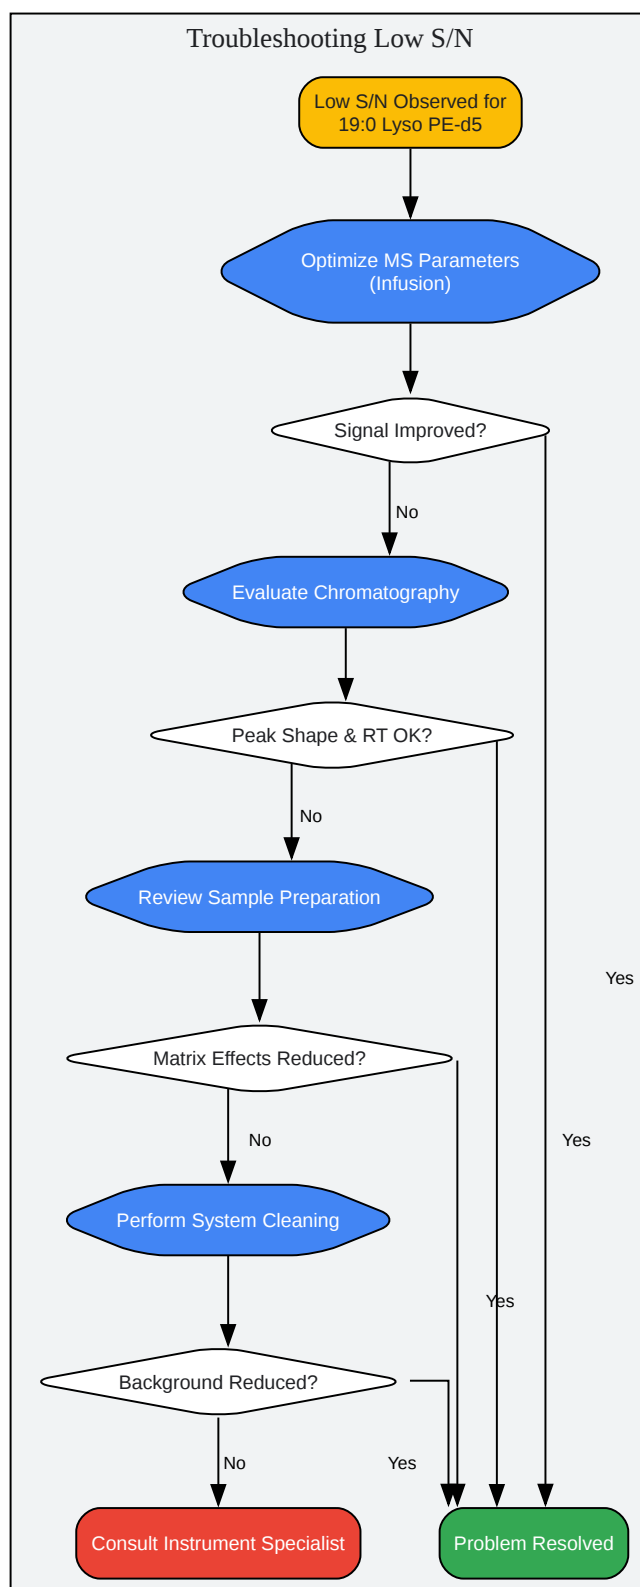 Troubleshooting Low S/N
Low S/N Observed for
19:0 Lyso PE-d5
Optimize MS Parameters
(Infusion)
Signal Improved?
No
Evaluate Chromatography
Peak Shape & RT OK?
No
Review Sample Preparation
Yes
Matrix Effects Reduced?
No
Yes
Perform System Cleaning
Yes
Background Reduced?
No
Yes
Consult Instrument Specialist
Problem Resolved